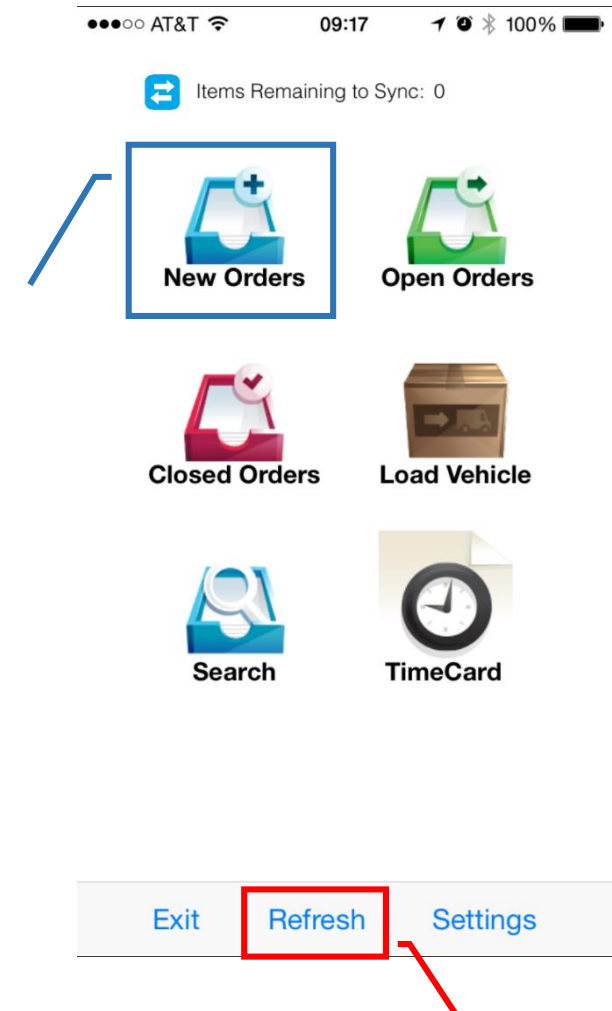 AT&T 09:17 100%
Items Remaining to Sync: 0
New Orders Open Orders
Closed Orders Load Vehicle
Search TimeCard
Exit Refresh Settings